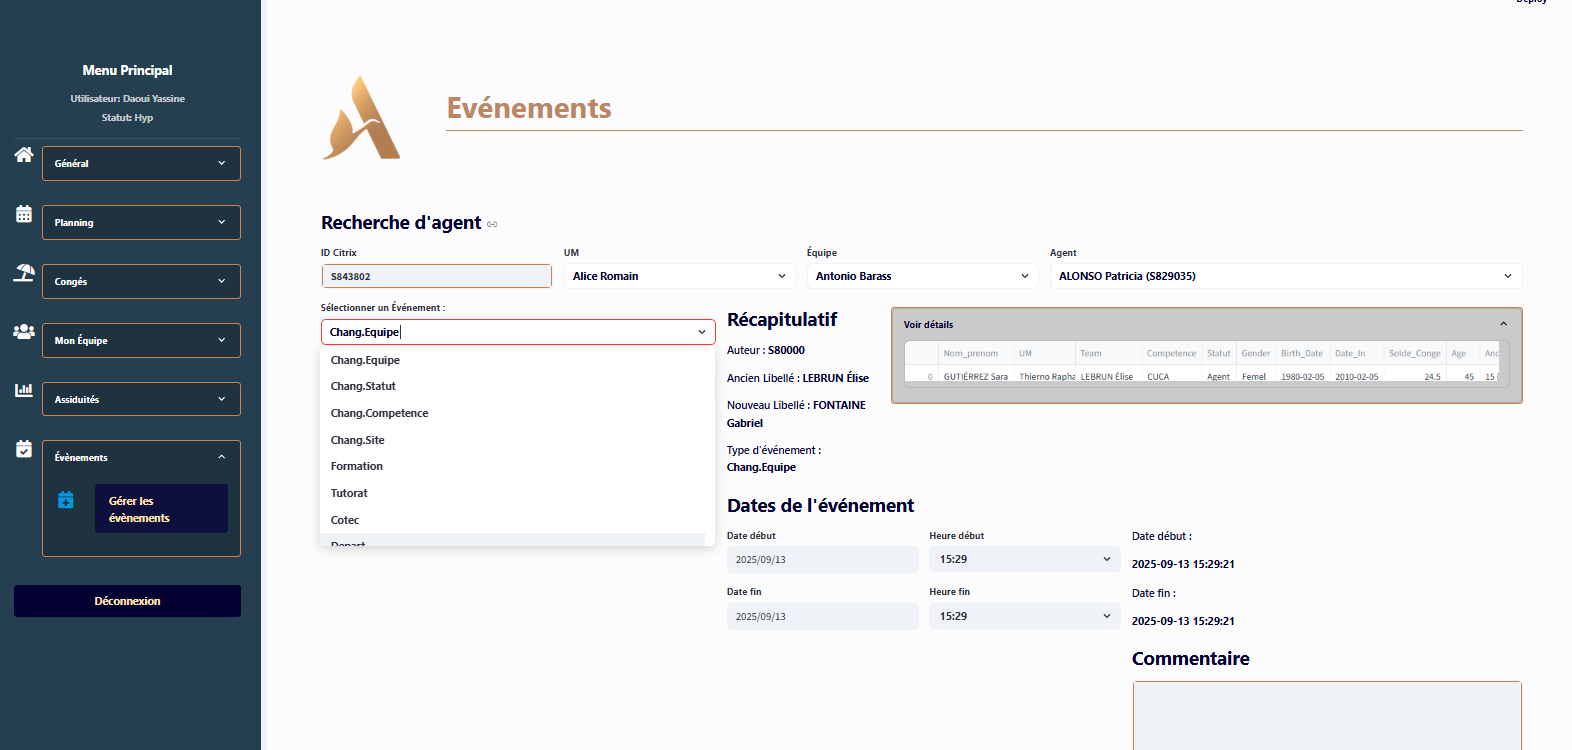 Deploy
Menu Principal
Utilisateur: Daoui Yassine
Statut: Hyp
Général
Planning
Congés
Mon Équipe
Assiduités
Évènements
Gérer les
évènements
Déconnexion
Evénements
Recherche d'agent
ID Citrix UM Équipe Agent
S843802 Alice Romain Antonio Barass ALONSO Patricia (S829035)
Sélectionner un Événement :
Chang.Equipe
Chang.Equipe
Chang.Statut
Chang.Competence
Chang.Site
Formation
Tutorat
Cotec
Depart
Récapitulatif
Auteur : S80000
Ancien Libellé : LEBRUN Élise
Nouveau Libellé : FONTAINE
Gabriel
Type d'événement :
Chang.Equipe
Voir détails
Nom_prenom UM Team Competence Statut Gender Birth_Date Date_In Solde_Conge Age Anc
0 GUTIÉRREZ Sara Thierno Rapha LEBRUN Élise CUCA Agent Femel 1980-02-05 2010-02-05 24.5 45 15
Dates de l'événement
Date début Heure début Date début :
2025/09/13 15:29 2025-09-13 15:29:21
Date fin Heure fin Date fin :
2025/09/13 15:29 2025-09-13 15:29:21
Commentaire